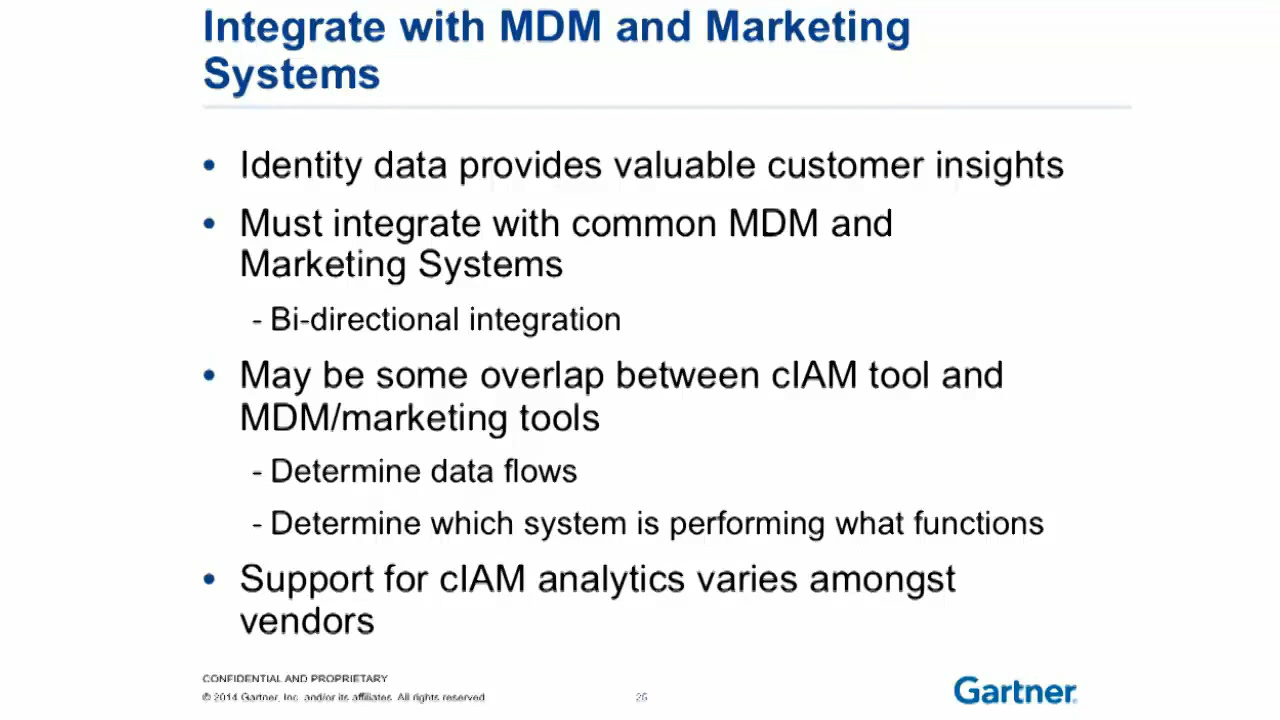 Integrate with MDM and Marketing
Systems
• Identity data provides valuable customer insights
• Must integrate with common MDM and
Marketing Systems
- Bi-directional integration
• May be some overlap between cIAM tool and
MDM/marketing tools
- Determine data flows
- Determine which system is performing what functions
• Support for cIAM analytics varies amongst
vendors
CONFIDENTIAL AND PROPRIETARY
© 2014 Gartner, Inc. and/or its affiliates. All rights reserved.
Gartner